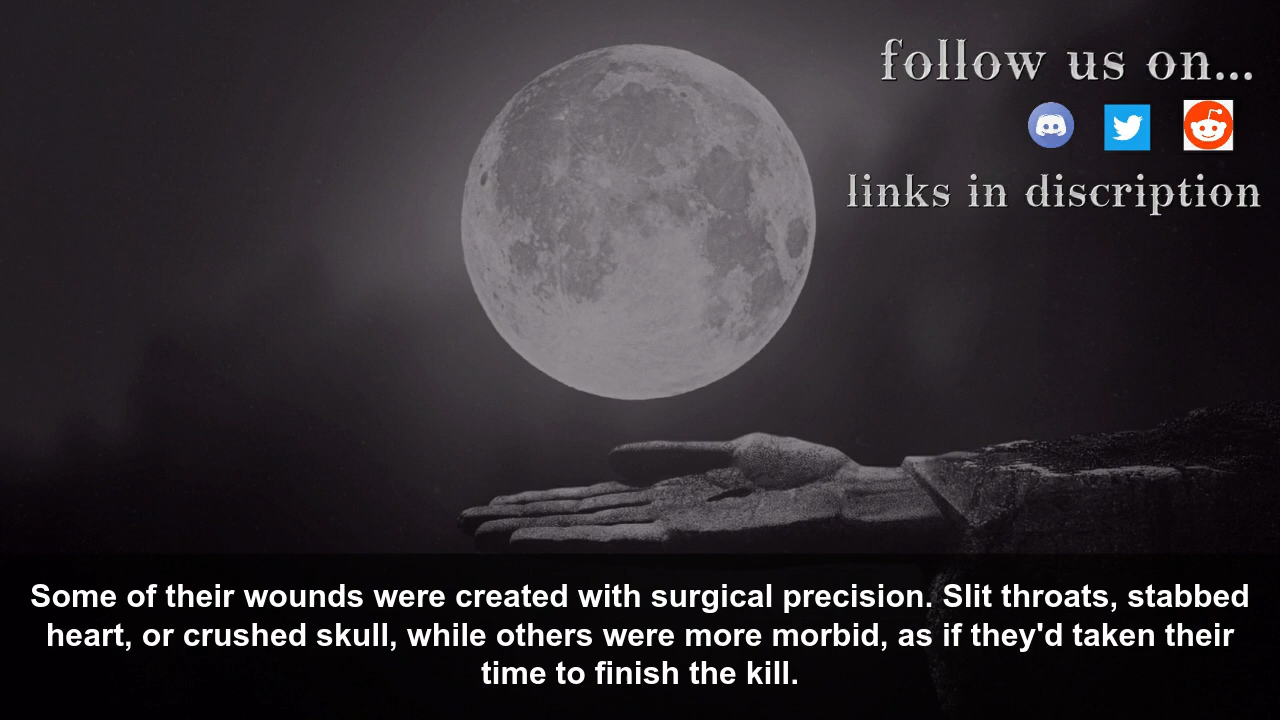 follow us on...
links in discription
Some of their wounds were created with surgical precision. Slit throats, stabbed
heart, or crushed skull, while others were more morbid, as if they'd taken their
time to finish the kill.